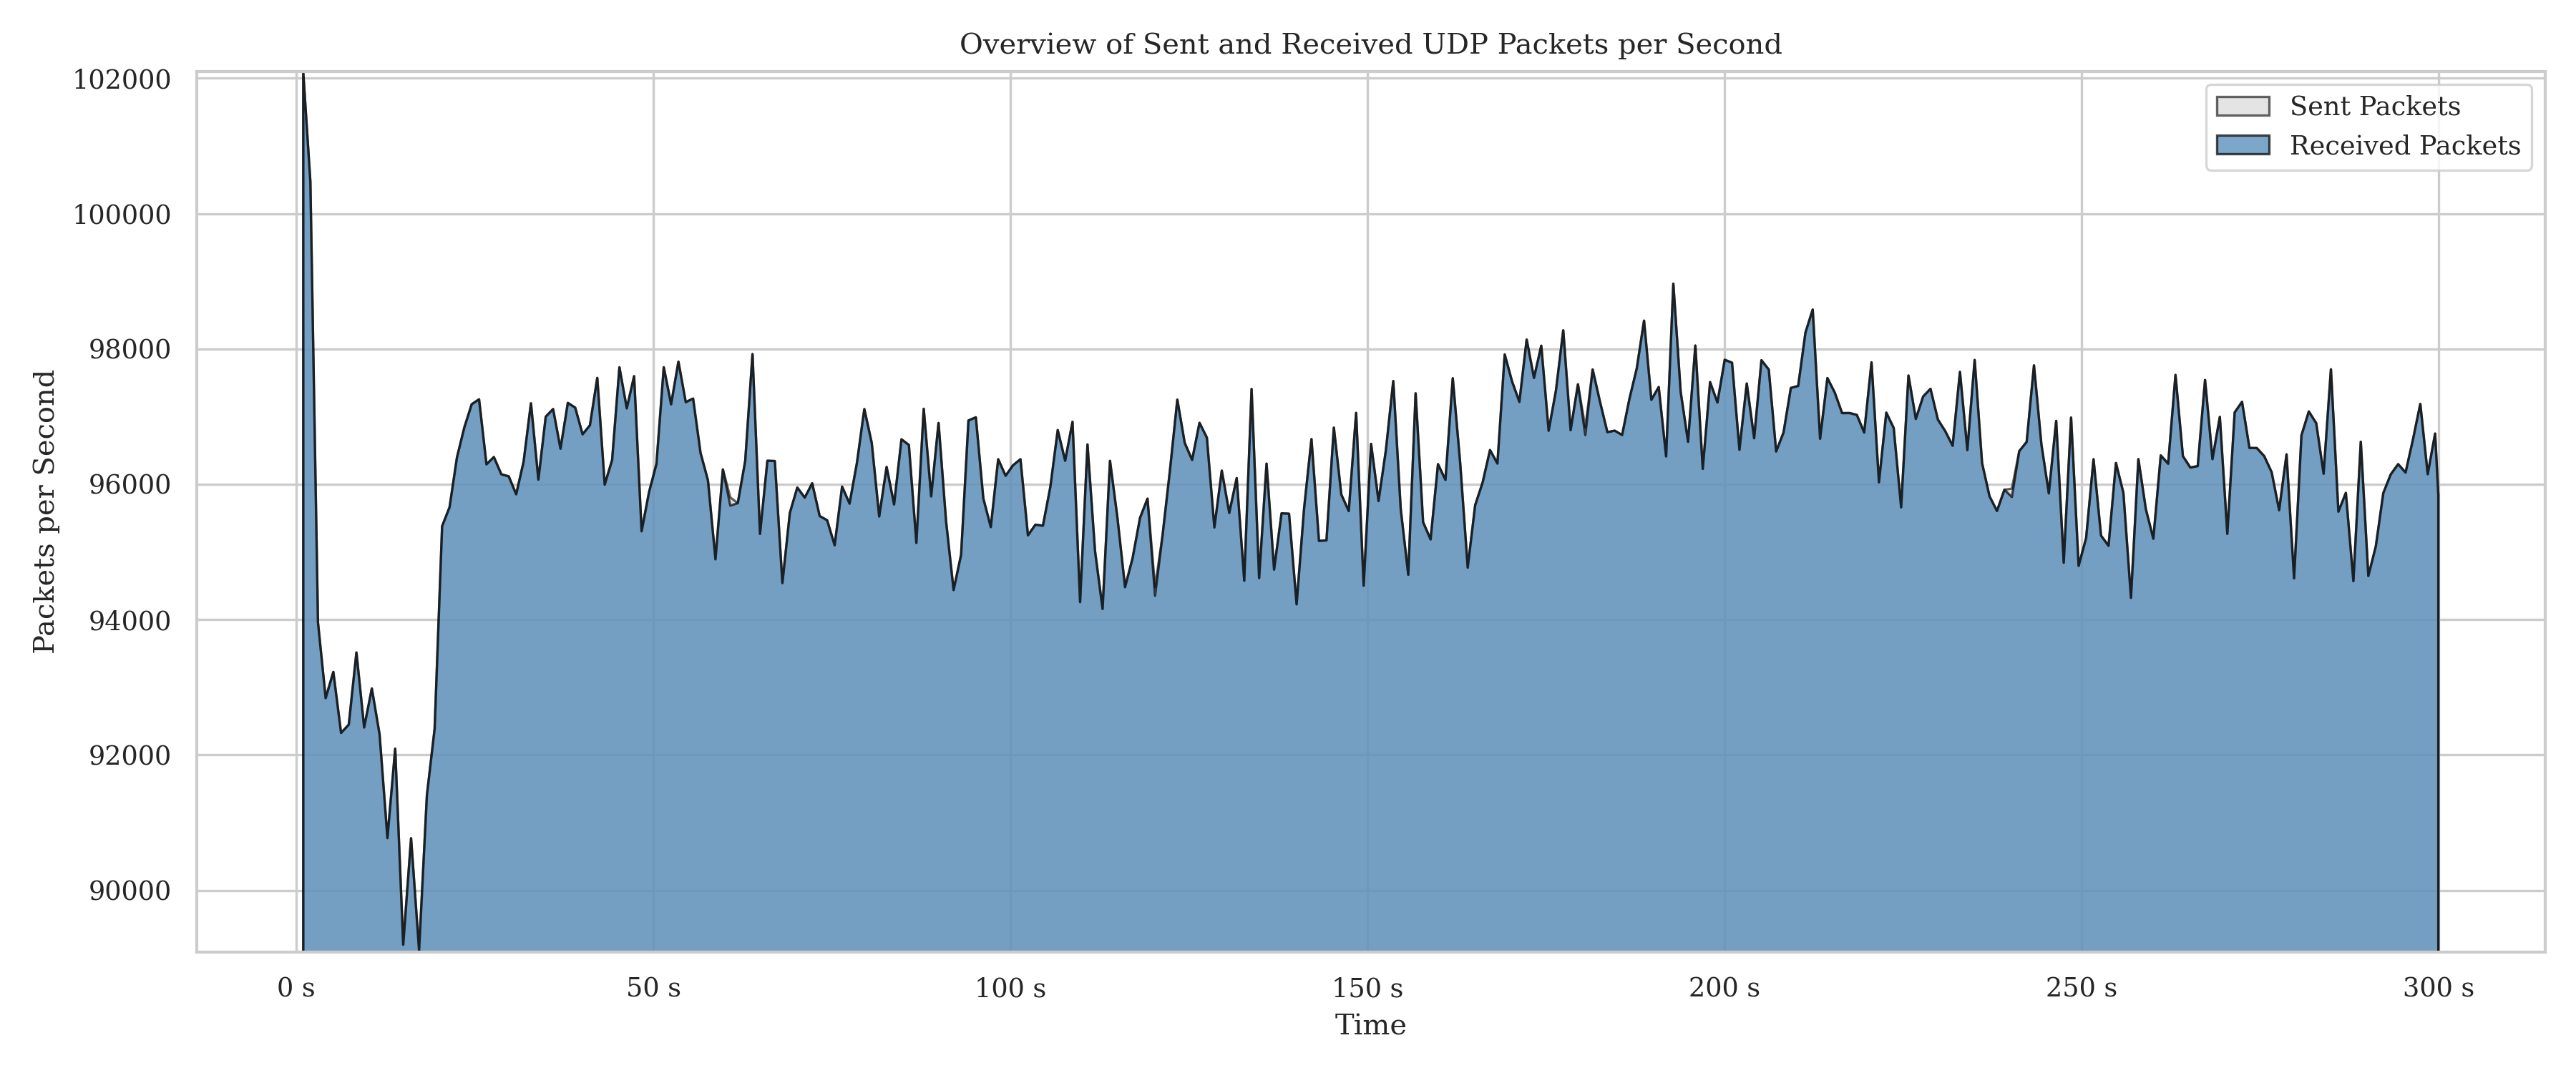 Overview of Sent and Received UDP Packets per Second
Sent Packets
Received Packets
Packets per Second
102000
100000
98000
96000
94000
92000
90000
0 s 50 s 100 s 150 s 200 s 250 s 300 s
Time